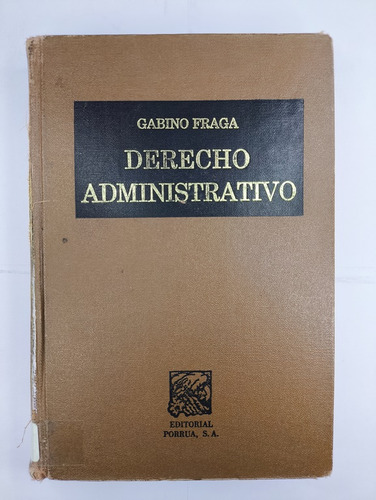 GABINO FRAGA
DERECHO
ADMINISTRATIVO
EDITORIAL
PORRUA, S. A.